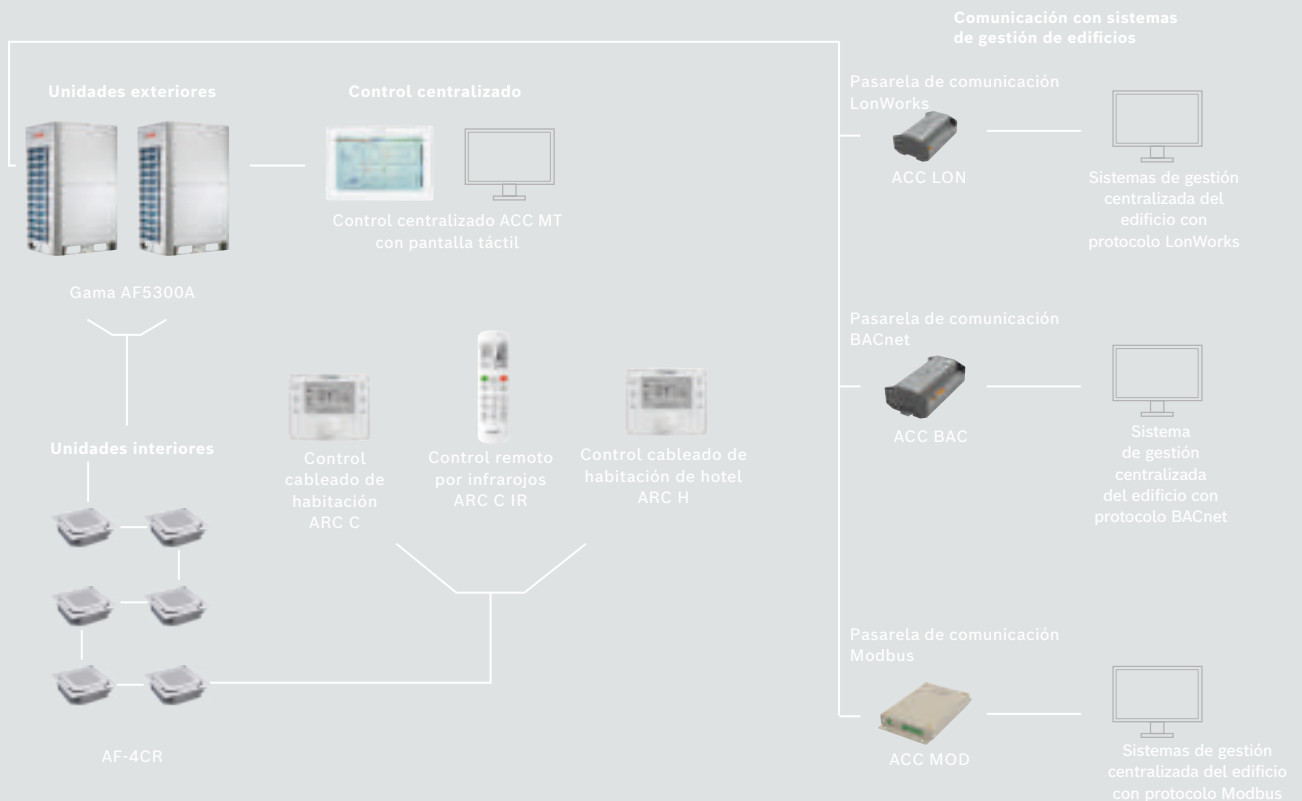 Comunicación con sistemas
de gestión de edificios
Unidades exteriores
Control centralizado
Control centralizado ACC MT
con pantalla táctil
Gama AF5300A
Unidades interiores
AF-4CR
Control
cableado de
habitación
ARC C
Control remoto
por infrarojos
ARC C IR
Control cableado de
habitación de hotel
ARC H
Pasarela de comunicación
LonWorks
ACC LON
Sistemas de gestión
centralizada del
edificio con
protocolo LonWorks
Pasarela de comunicación
BACnet
ACC BAC
Sistema
de gestión
centralizada
del edificio con
protocolo BACnet
Pasarela de comunicación
Modbus
ACC MOD
Sistemas de gestión
centralizada del edificio
con protocolo Modbus